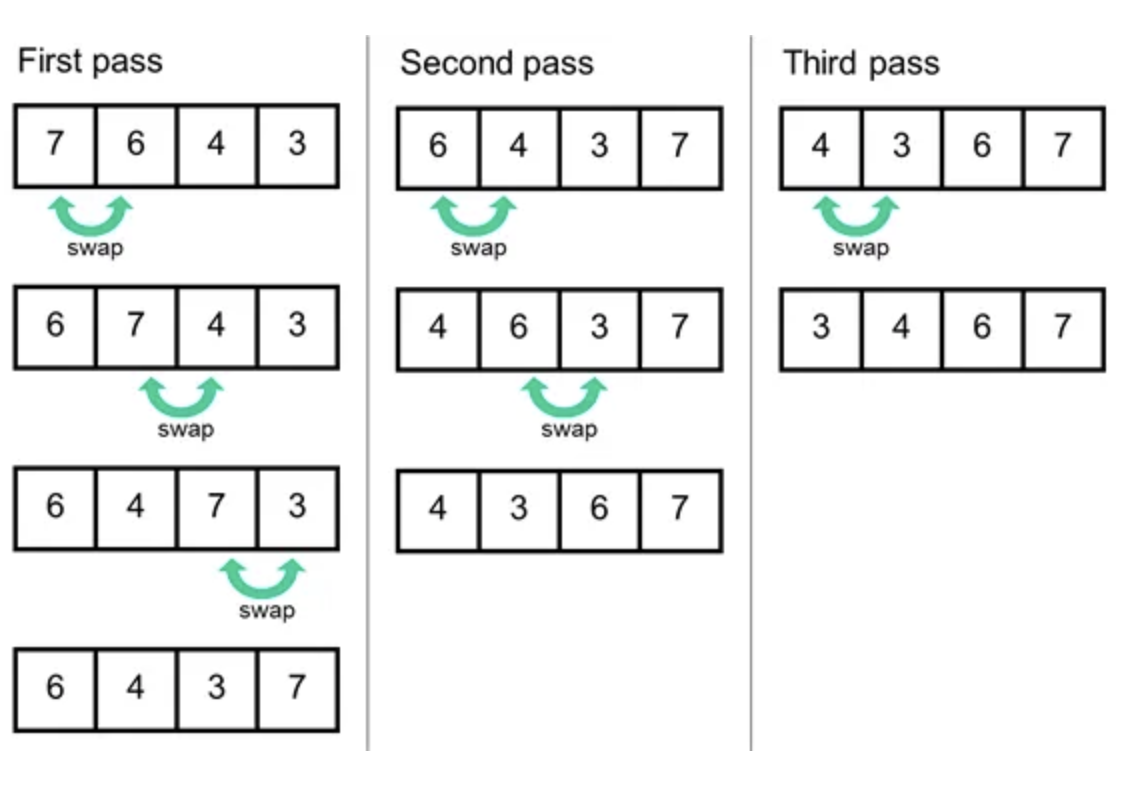 First pass
7 6 4 3
swap
6 7 4 3
swap
6 4 7 3
swap
6 4 3 7
Second pass
6 4 3 7
swap
4 6 3 7
swap
4 3 6 7
Third pass
4 3 6 7
swap
3 4 6 7